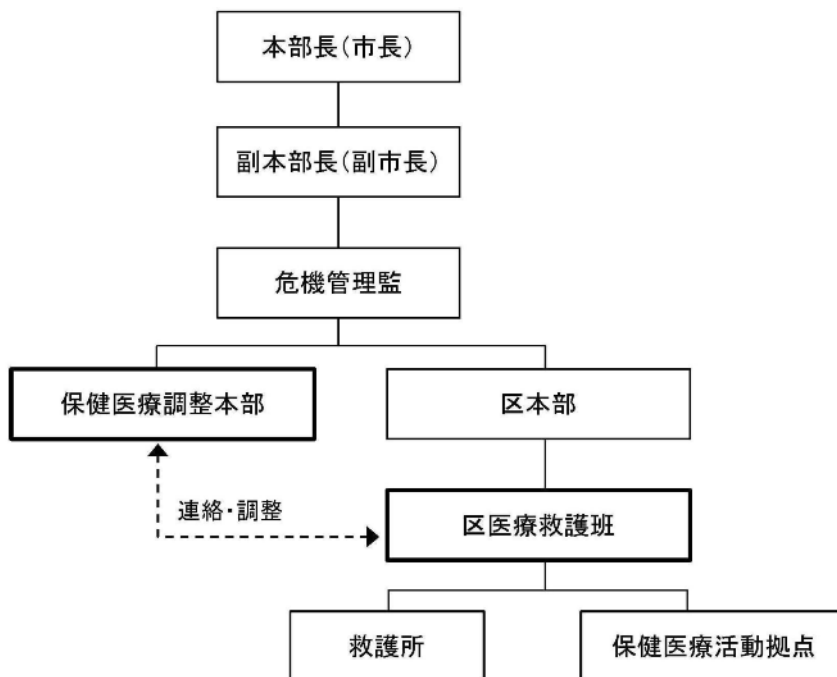 本部長(市長)
副本部長(副市長)
危機管理監
保健医療調整本部
区本部
連絡・調整
区医療救護班
救護所
保健医療活動拠点